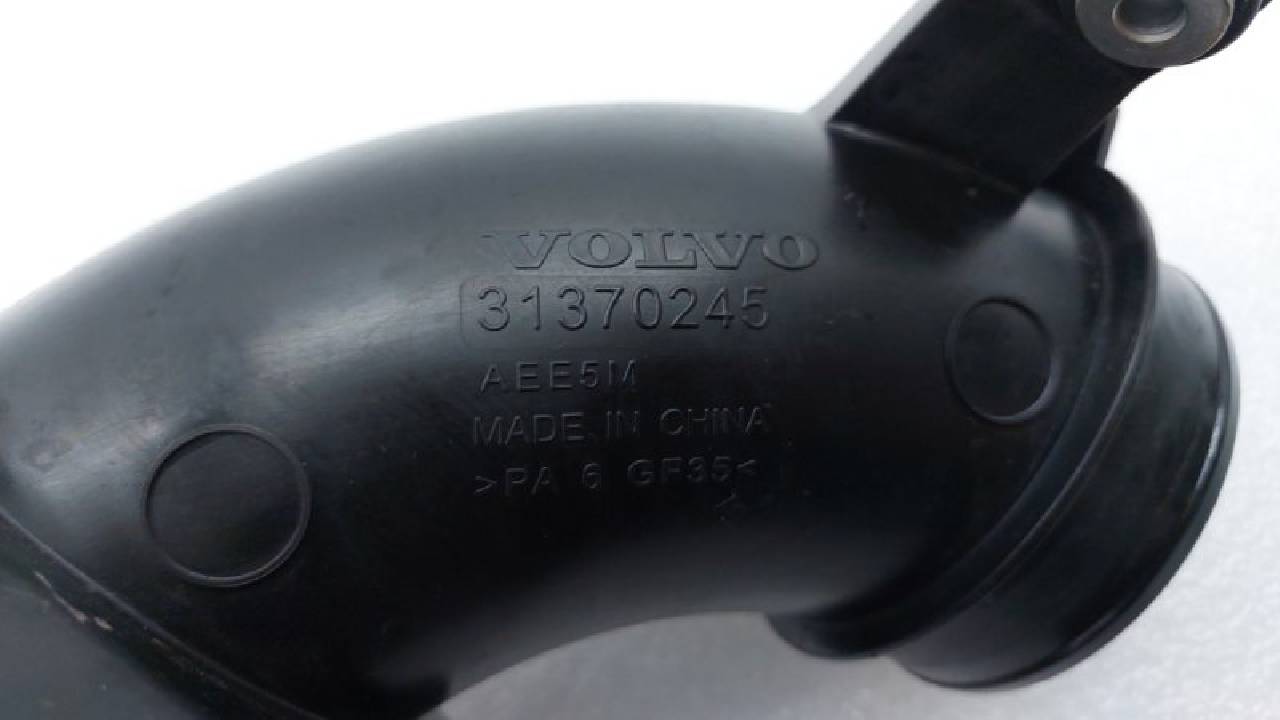 VOLVO
31370245
AEE5M
MADE IN CHINA
>PA 6 GF35<